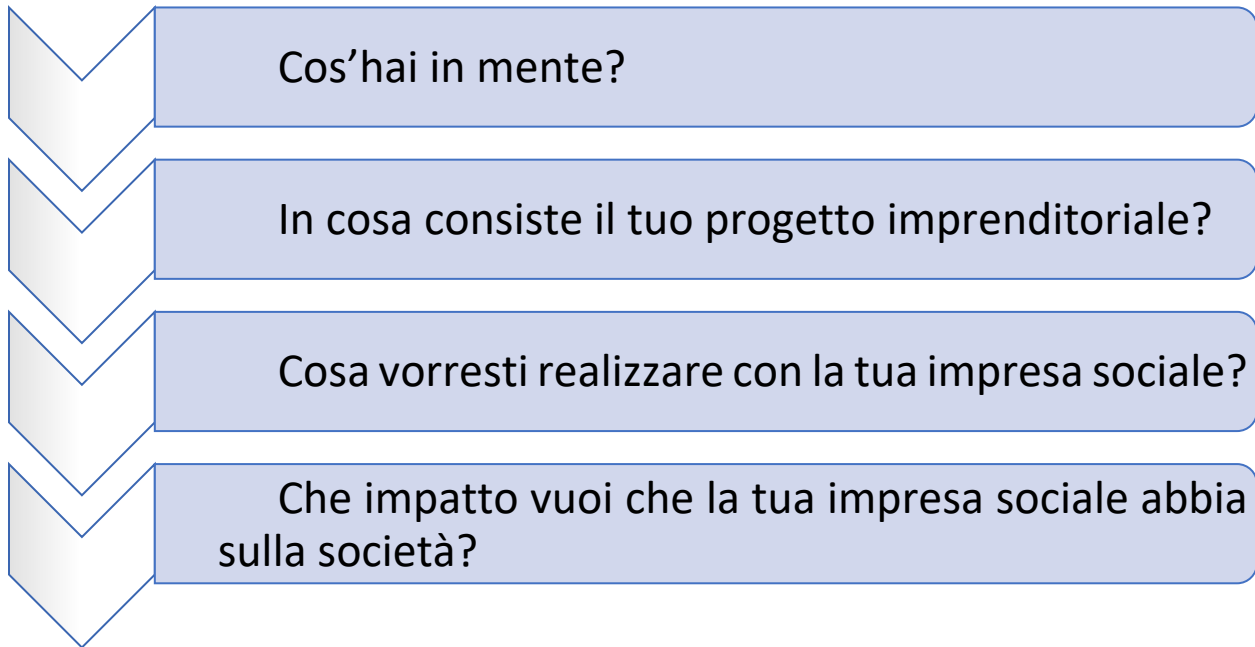 Cos’hai in mente?
In cosa consiste il tuo progetto imprenditoriale?
Cosa vorresti realizzare con la tua impresa sociale?
Che impatto vuoi che la tua impresa sociale abbia
sulla società?